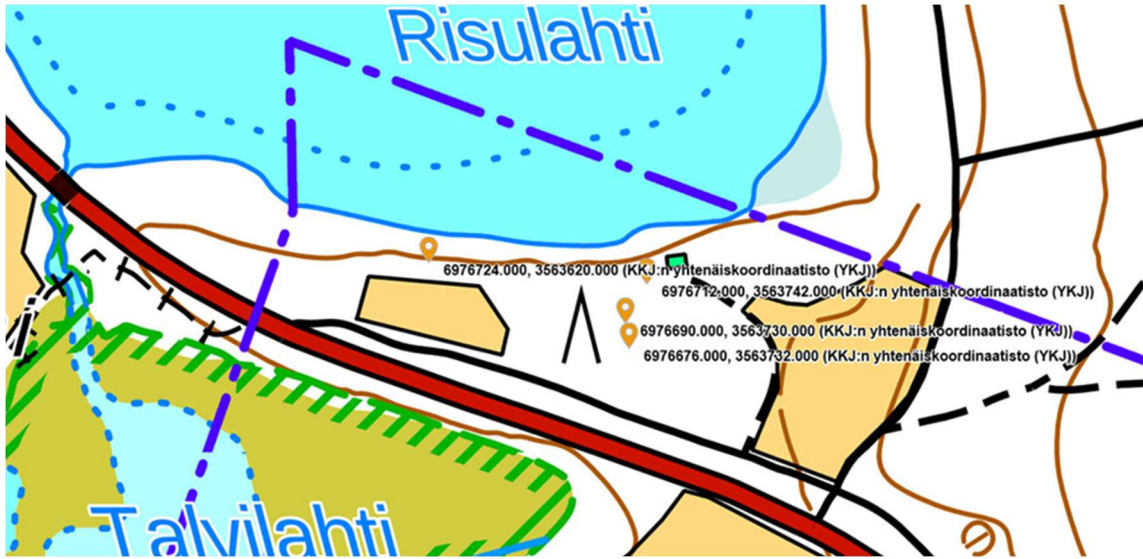 Risulahti
6976724.000, 3563620.000 (KKJ:n yhtenäiskoordinaatisto (YKJ))
6976712.000, 3563742.000 (KKJ:n yhtenäiskoordinaatisto (YKJ))
6976690.000, 3563730.000 (KKJ:n yhtenäiskoordinaatisto (YKJ))
6976676.000, 3563732.000 (KKJ:n yhtenäiskoordinaatisto (YKJ))
Talvilahti